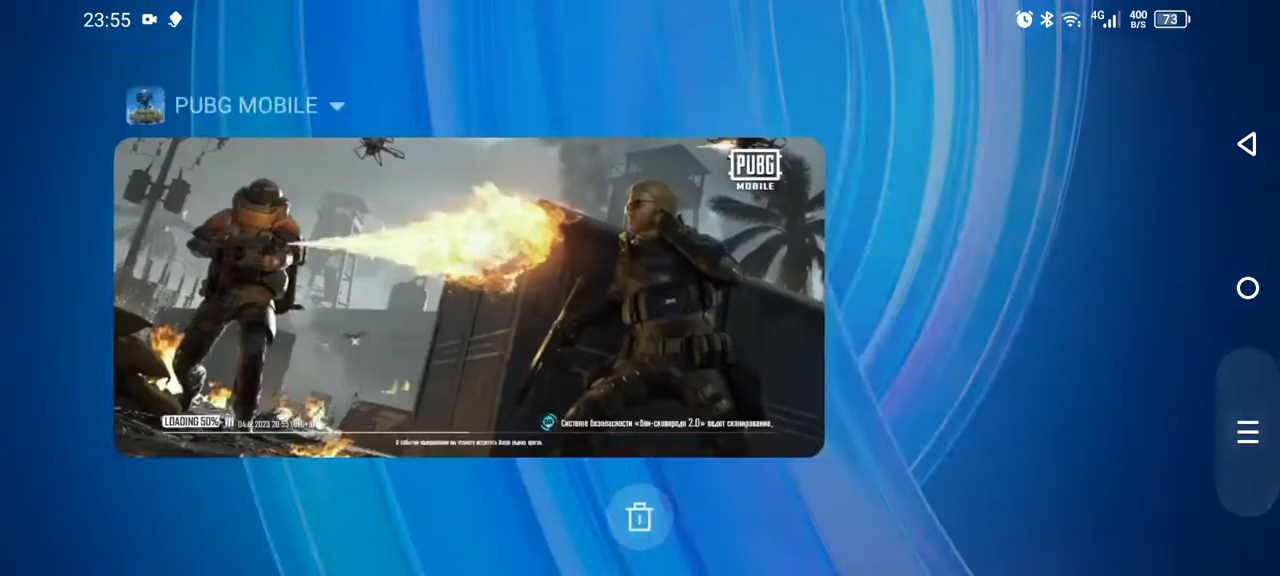 23:55
4G
400
B/S
73
PUBG MOBILE
PUBG
MOBILE
LOADING 50%
Система безопасности «Бан-сковорода 2.0» ведет сканирование.